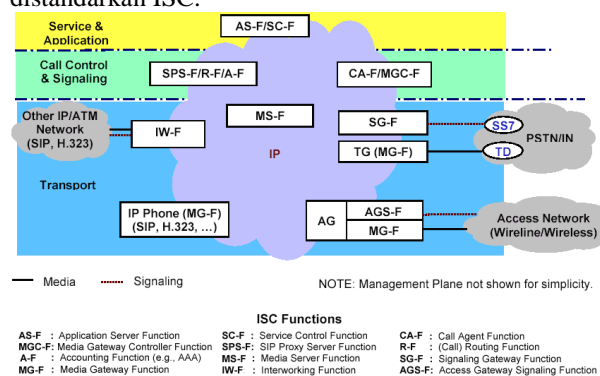 distandarkan ISC.
Service &
Application
AS-F/SC-F
Call Control
& Signaling
SPS-F/R-F/A-F
CA-F/MGC-F
Other IP/ATM
Network
(SIP, H.323)
IW-F
MS-F
IP
SG-F
SS7
TG (MG-F)
TD
PSTN/IN
Transport
IP Phone (MG-F)
(SIP, H.323, ...)
AG
AGS-F
MG-F
Access Network
(Wireline/Wireless)
Media
Signaling
NOTE: Management Plane not shown for simplicity.
ISC Functions
AS-F : Application Server Function
MGC-F: Media Gateway Controller Function
A-F : Accounting Function (e.g., AAA)
MG-F : Media Gateway Function
SC-F : Service Control Function
SPS-F: SIP Proxy Server Function
MS-F : Media Server Function
IW-F : Interworking Function
CA-F : Call Agent Function
R-F : (Call) Routing Function
SG-F : Signaling Gateway Function
AGS-F: Access Gateway Signaling Function